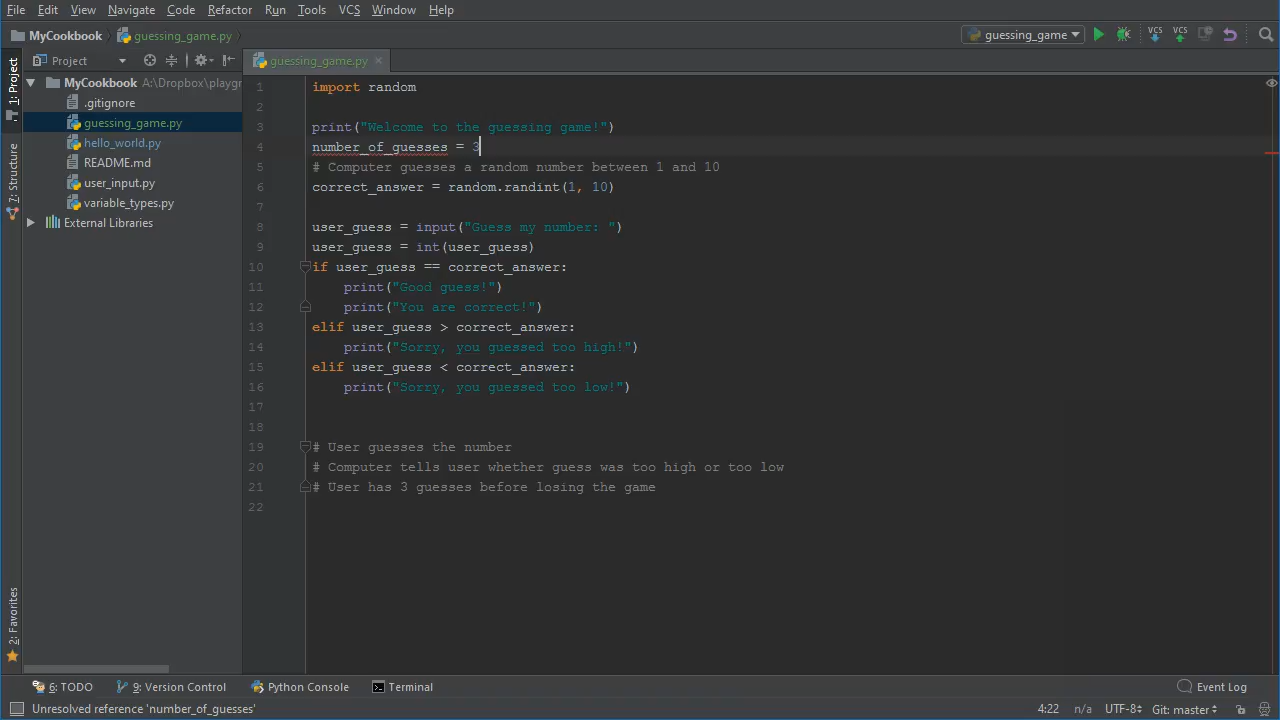 File Edit View Navigate Code Refactor Run Tools VCS Window Help
MyCookbook guessing_game.py guessing_game VCS VCS
1: Project
Project
guessing_game.py
MyCookbook A:\Dropbox\playgr
.gitignore
guessing_game.py
hello_world.py
README.md
user_input.py
variable_types.py
External Libraries
7: Structure
2: Favorites
1 import random
2
3 print("Welcome to the guessing game!")
4 number_of_guesses = 3
5 # Computer guesses a random number between 1 and 10
6 correct_answer = random.randint(1, 10)
7
8 user_guess = input("Guess my number: ")
9 user_guess = int(user_guess)
10 if user_guess == correct_answer:
11 print("Good guess!")
12 print("You are correct!")
13 elif user_guess > correct_answer:
14 print("Sorry, you guessed too high!")
15 elif user_guess < correct_answer:
16 print("Sorry, you guessed too low!")
17
18
19 # User guesses the number
20 # Computer tells user whether guess was too high or too low
21 # User has 3 guesses before losing the game
22
6: TODO 9: Version Control Python Console Terminal Event Log
Unresolved reference 'number_of_guesses' 4:22 n/a UTF-8 Git: master